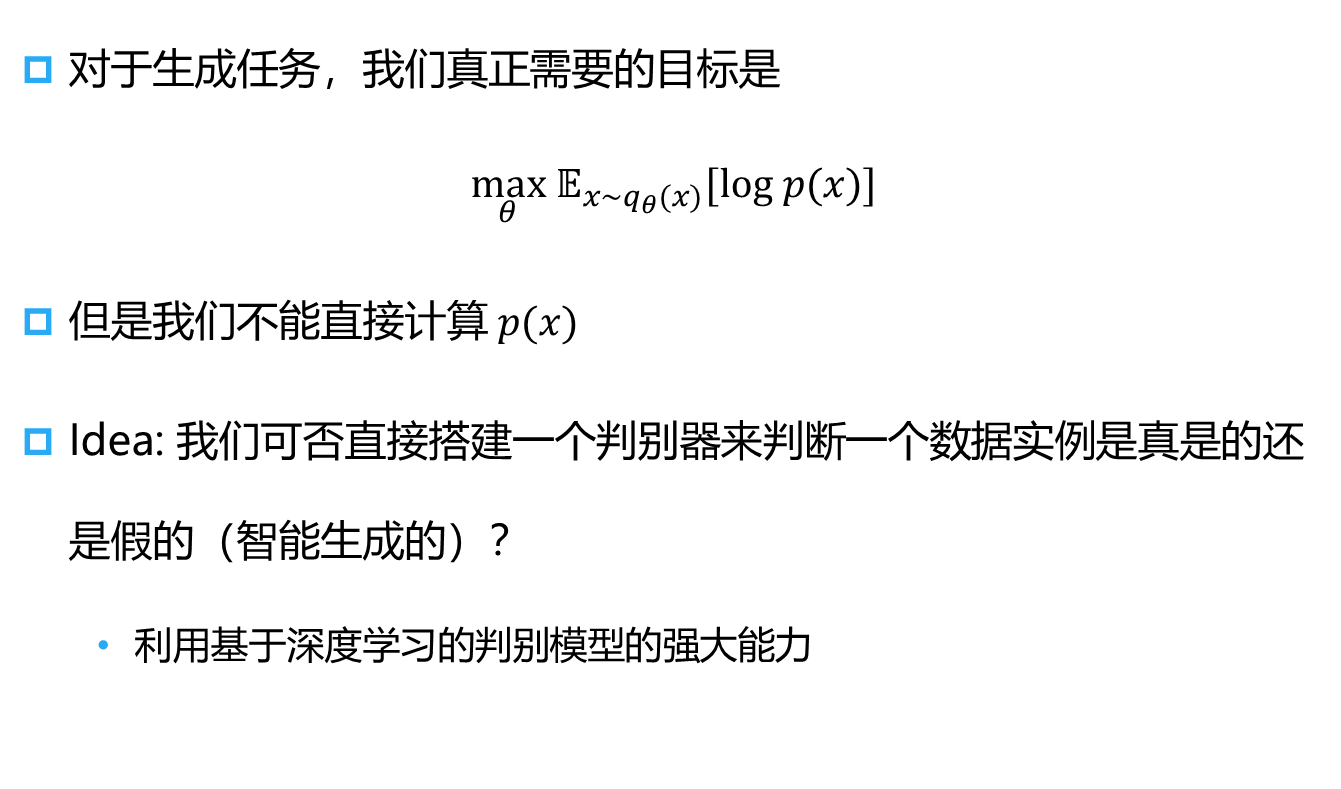 对于生成任务，我们真正需要的目标是
max_θ 𝔼_{x~q_θ(x)}[log p(x)]
但是我们不能直接计算 p(x)
Idea: 我们可否直接搭建一个判别器来判断一个数据实例是真是的还
是假的（智能生成的）？
• 利用基于深度学习的判别模型的强大能力